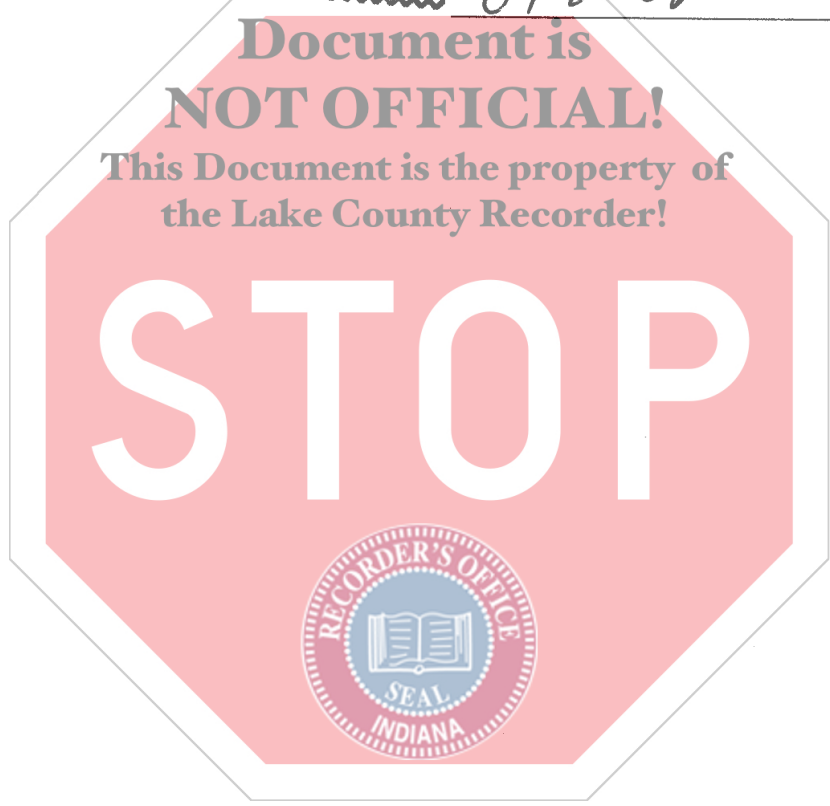 Document is
NOT OFFICIAL!
This Document is the property of
the Lake County Recorder!
STOP
RECORDER'S OFFICE
SEAL
INDIANA